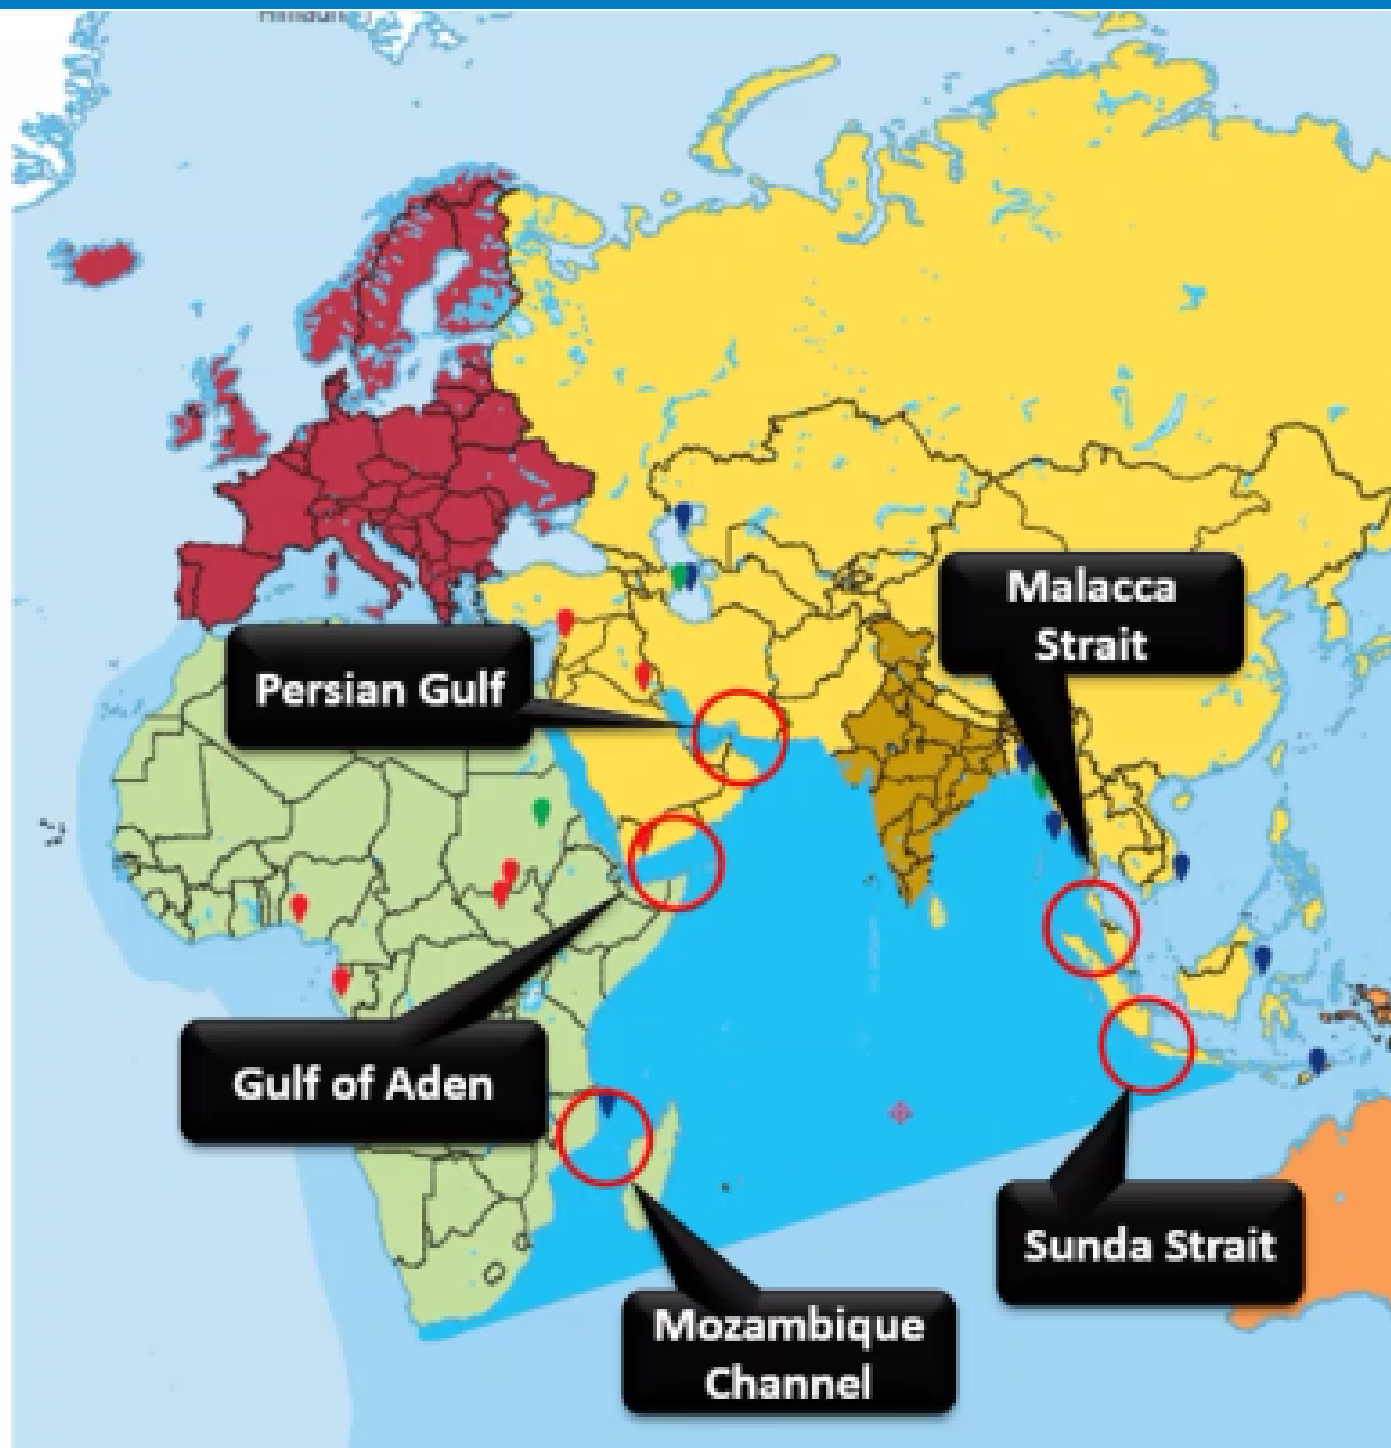 Malacca
Strait
Persian Gulf
Gulf of Aden
Sunda Strait
Mozambique
Channel